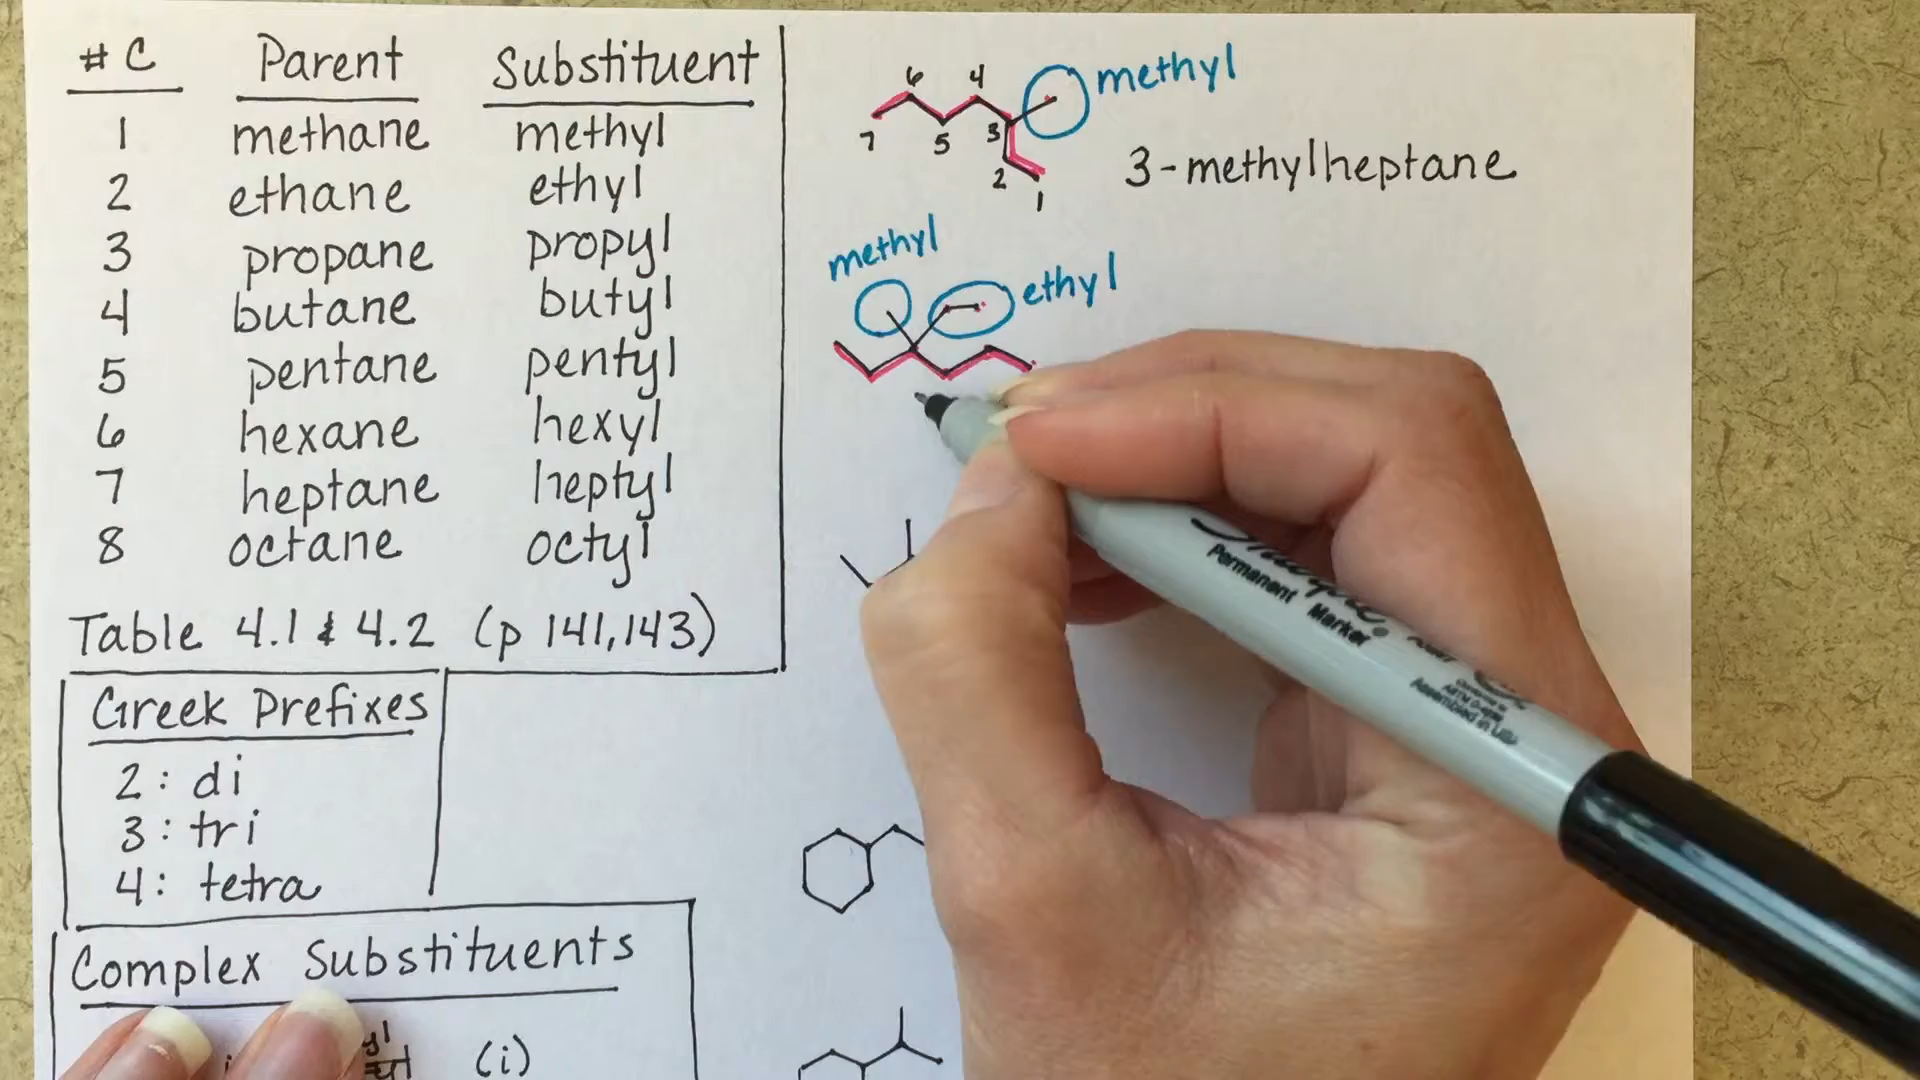 # C Parent Substituent
1 methane methyl
2 ethane ethyl
3 propane propyl
4 butane butyl
5 pentane pentyl
6 hexane hexyl
7 heptane heptyl
8 octane octyl
Table 4.1 & 4.2 (p 141,143)
Greek Prefixes
2: di
3: tri
4: tetra
Complex Substituents
(i)
methyl
7 6 5 4 3 2 1
3-methylheptane
methyl
ethyl
Permanent Marker